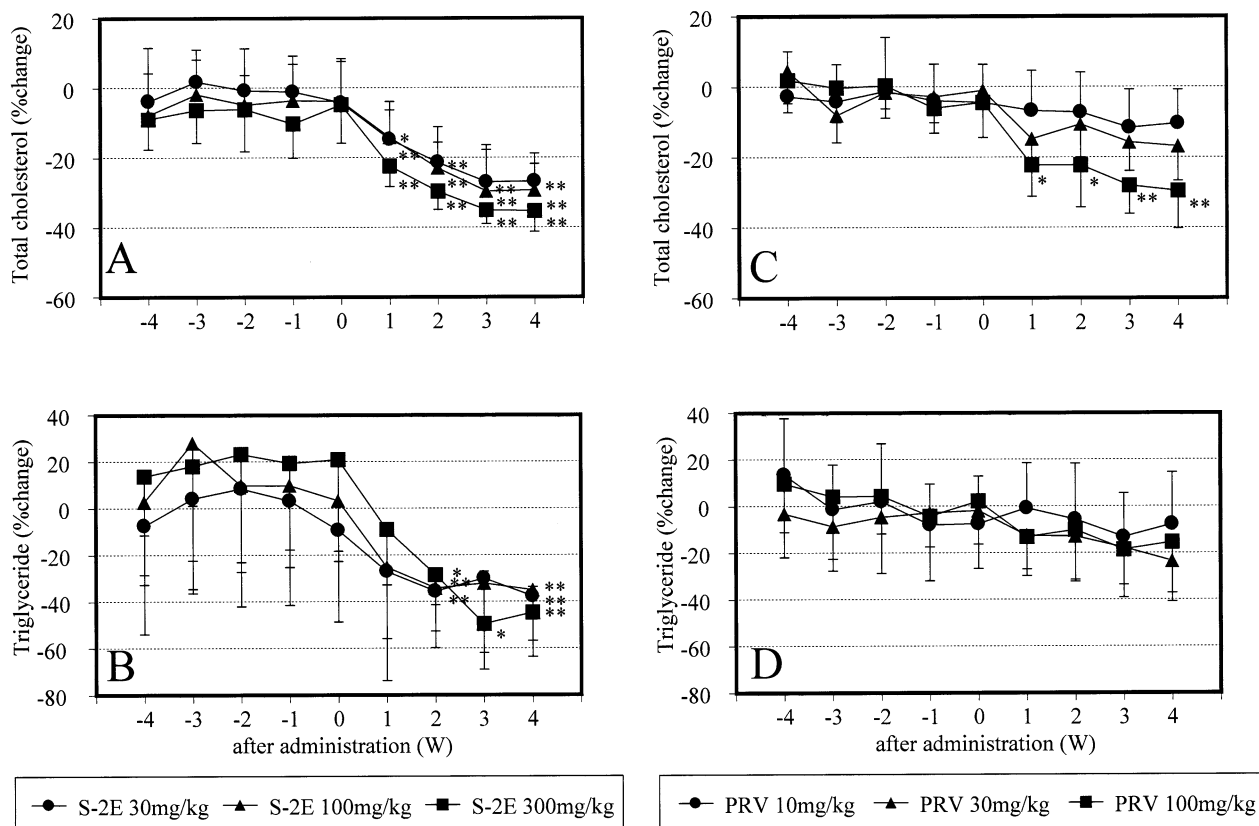 Total cholesterol (%change)
20
0
-20
-40
-60
A
*
**
**
**
**
**
**
**
**
**
**
**
-4 -3 -2 -1 0 1 2 3 4
Total cholesterol (%change)
20
0
-20
-40
-60
C
*
*
**
**
-4 -3 -2 -1 0 1 2 3 4
Triglyceride (%change)
40
20
0
-20
-40
-60
-80
B
*
**
**
*
**
**
**
-4 -3 -2 -1 0 1 2 3 4
after administration (W)
Triglyceride (%change)
40
20
0
-20
-40
-60
-80
D
-4 -3 -2 -1 0 1 2 3 4
after administration (W)
S-2E 30mg/kg S-2E 100mg/kg S-2E 300mg/kg
PRV 10mg/kg PRV 30mg/kg PRV 100mg/kg